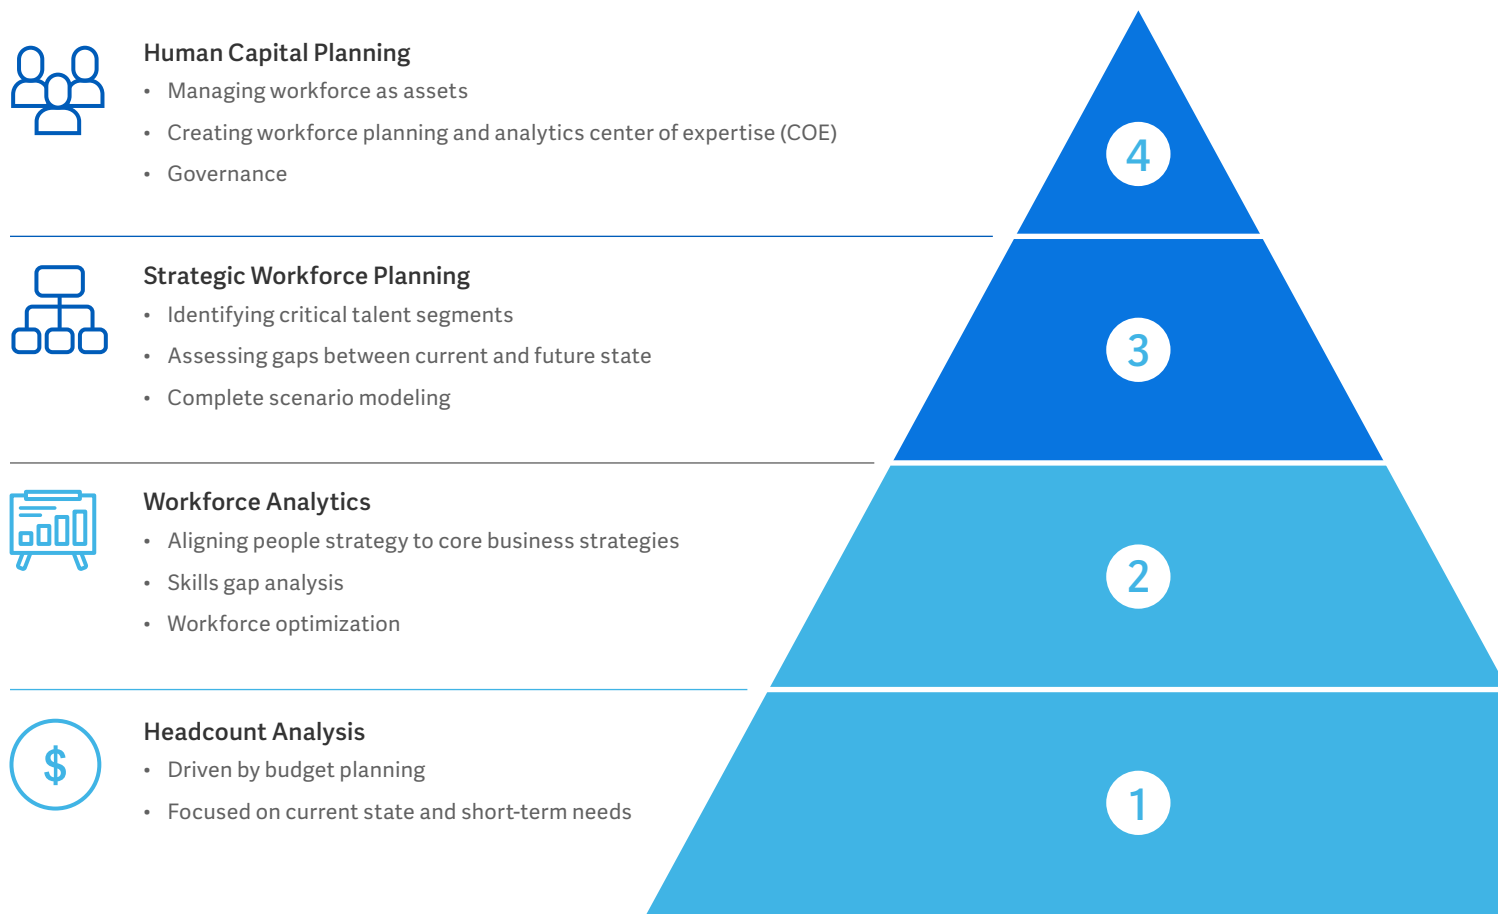 Human Capital Planning
• Managing workforce as assets
• Creating workforce planning and analytics center of expertise (COE)
• Governance
4
Strategic Workforce Planning
• Identifying critical talent segments
• Assessing gaps between current and future state
• Complete scenario modeling
3
Workforce Analytics
• Aligning people strategy to core business strategies
• Skills gap analysis
• Workforce optimization
2
Headcount Analysis
$
• Driven by budget planning
• Focused on current state and short-term needs
1